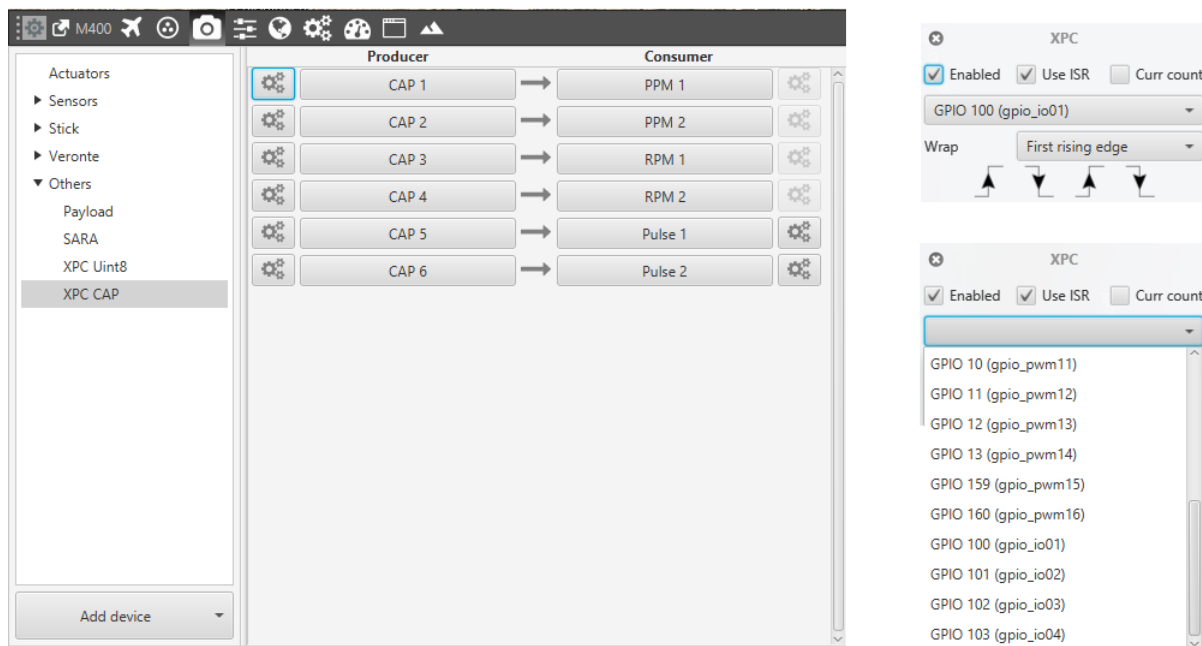 M400
Actuators
Sensors
Stick
Veronte
Others
Payload
SARA
XPC Uint8
XPC CAP
Add device
Producer Consumer
CAP 1 PPM 1
CAP 2 PPM 2
CAP 3 RPM 1
CAP 4 RPM 2
CAP 5 Pulse 1
CAP 6 Pulse 2
XPC
Enabled Use ISR Curr count
GPIO 100 (gpio_io01)
Wrap First rising edge
XPC
Enabled Use ISR Curr count
GPIO 10 (gpio_pwm11)
GPIO 11 (gpio_pwm12)
GPIO 12 (gpio_pwm13)
GPIO 13 (gpio_pwm14)
GPIO 159 (gpio_pwm15)
GPIO 160 (gpio_pwm16)
GPIO 100 (gpio_io01)
GPIO 101 (gpio_io02)
GPIO 102 (gpio_io03)
GPIO 103 (gpio_io04)